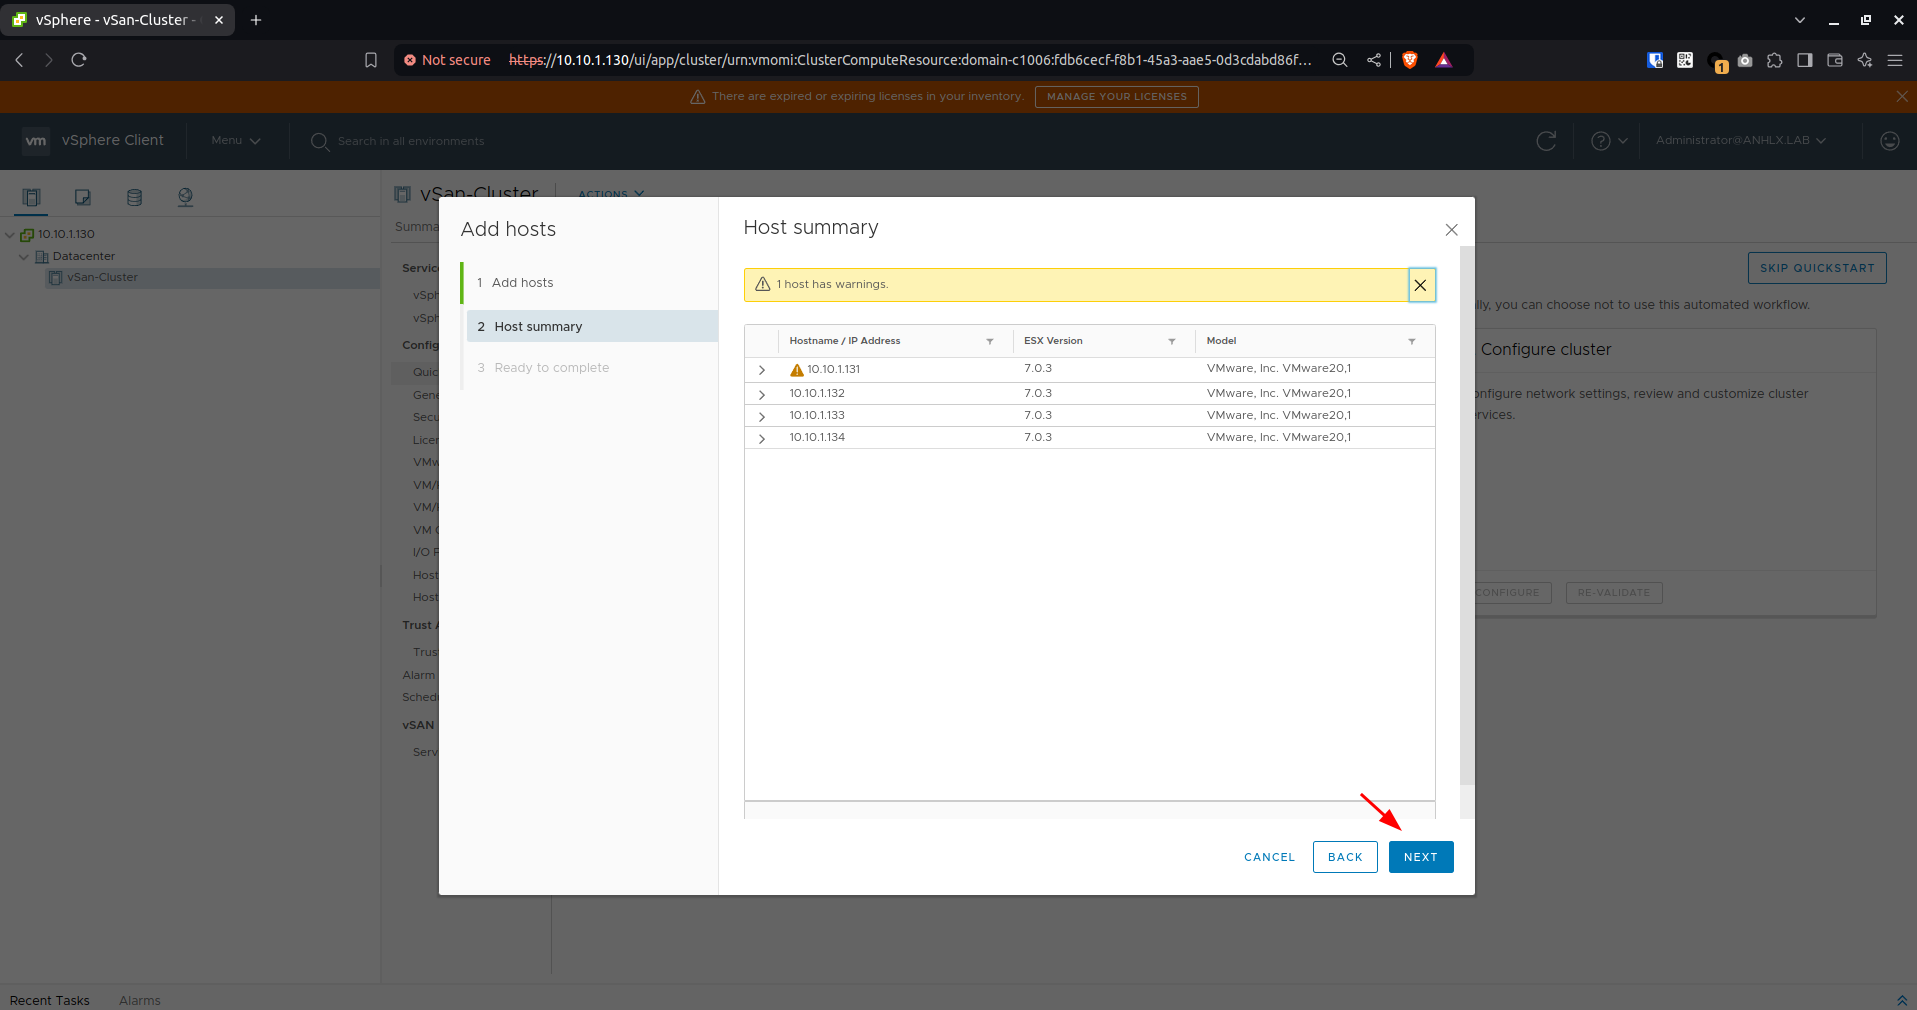 vSphere - vSan-Cluster -
Not secure https://10.10.1.130/ui/app/cluster/urn:vmomi:ClusterComputeResource:domain-c1006:fdb6cecf-f8b1-45a3-aae5-0d3cdabd86f...
1
There are expired or expiring licenses in your inventory. MANAGE YOUR LICENSES
vm vSphere Client Menu Search in all environments Administrator@ANHLX.LAB
10.10.1.130
Datacenter
vSan-Cluster
vSan-Cluster ACTIONS
Summa
Servic
vSph
vSph
Config
Quic
Gene
Secu
Licen
VMw
VM/
VM/
VM
I/O F
Host
Host
Trust
Trus
Alarm
Sched
vSAN
Serv
SKIP QUICKSTART
lly, you can choose not to use this automated workflow.
Configure cluster
onfigure network settings, review and customize cluster
rvices.
CONFIGURE RE-VALIDATE
Add hosts
1 Add hosts
2 Host summary
3 Ready to complete
Host summary
1 host has warnings.
Hostname / IP Address ESX Version Model
10.10.1.131 7.0.3 VMware, Inc. VMware20,1
10.10.1.132 7.0.3 VMware, Inc. VMware20,1
10.10.1.133 7.0.3 VMware, Inc. VMware20,1
10.10.1.134 7.0.3 VMware, Inc. VMware20,1
CANCEL BACK NEXT
Recent Tasks Alarms